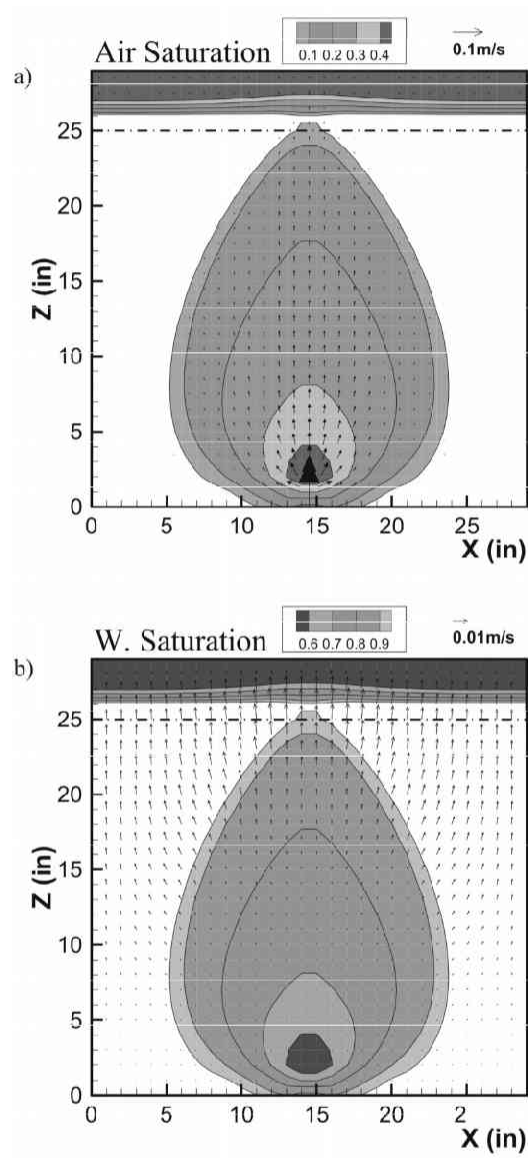 Air Saturation
0.1 0.2 0.3 0.4
0.1m/s
a)
25
20
15
10
5
0
Z (in)
0 5 10 15 20 25
X (in)
W. Saturation
0.6 0.7 0.8 0.9
0.01m/s
b)
25
20
15
10
5
0
Z (in)
0 5 10 15 20 2
X (in)